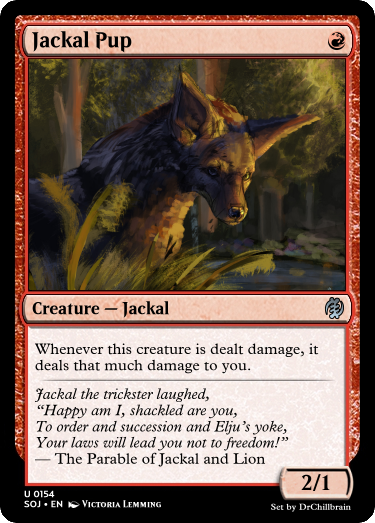 Jackal Pup
Creature — Jackal
Whenever this creature is dealt damage, it
deals that much damage to you.
Jackal the trickster laughed,
“Happy am I, shackled are you,
To order and succession and Elju’s yoke,
Your laws will lead you not to freedom!”
— The Parable of Jackal and Lion
2/1
U 0154
SOJ • EN Victoria Lemming
Set by DrChillbrain